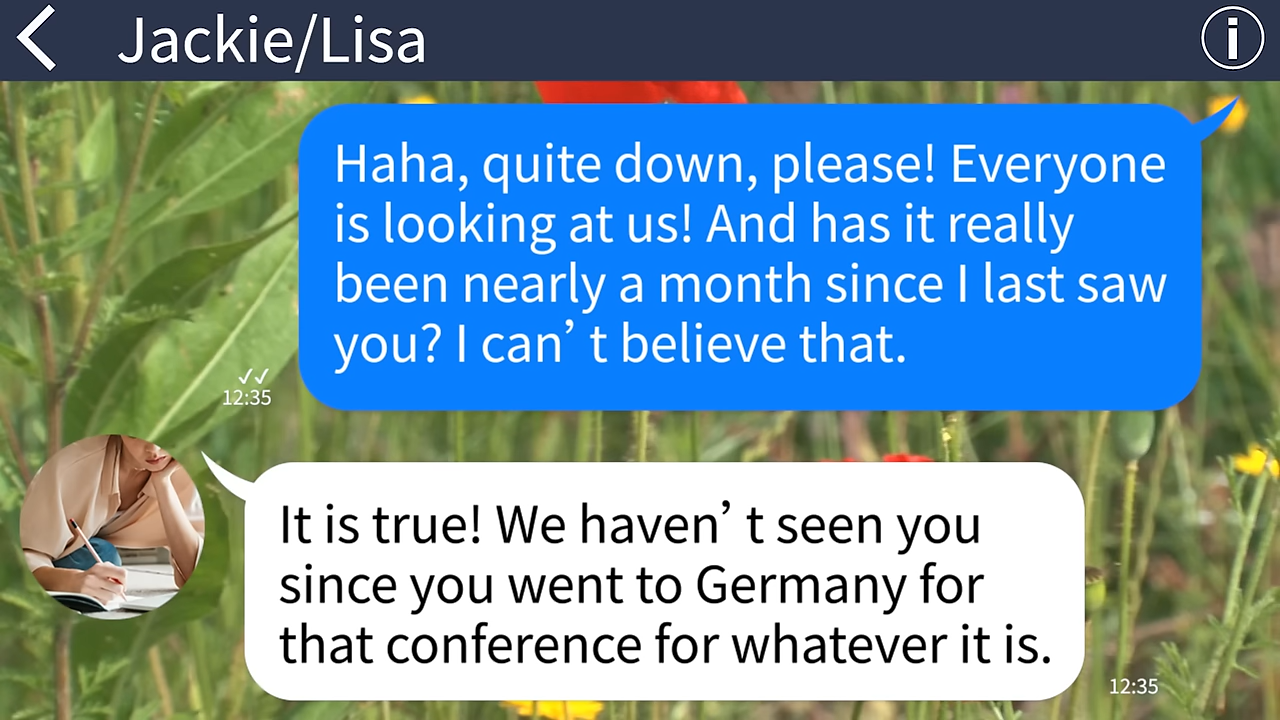 Jackie/Lisa
Haha, quite down, please! Everyone
is looking at us! And has it really
been nearly a month since I last saw
you? I can’t believe that.
12:35
It is true! We haven’t seen you
since you went to Germany for
that conference for whatever it is.
12:35